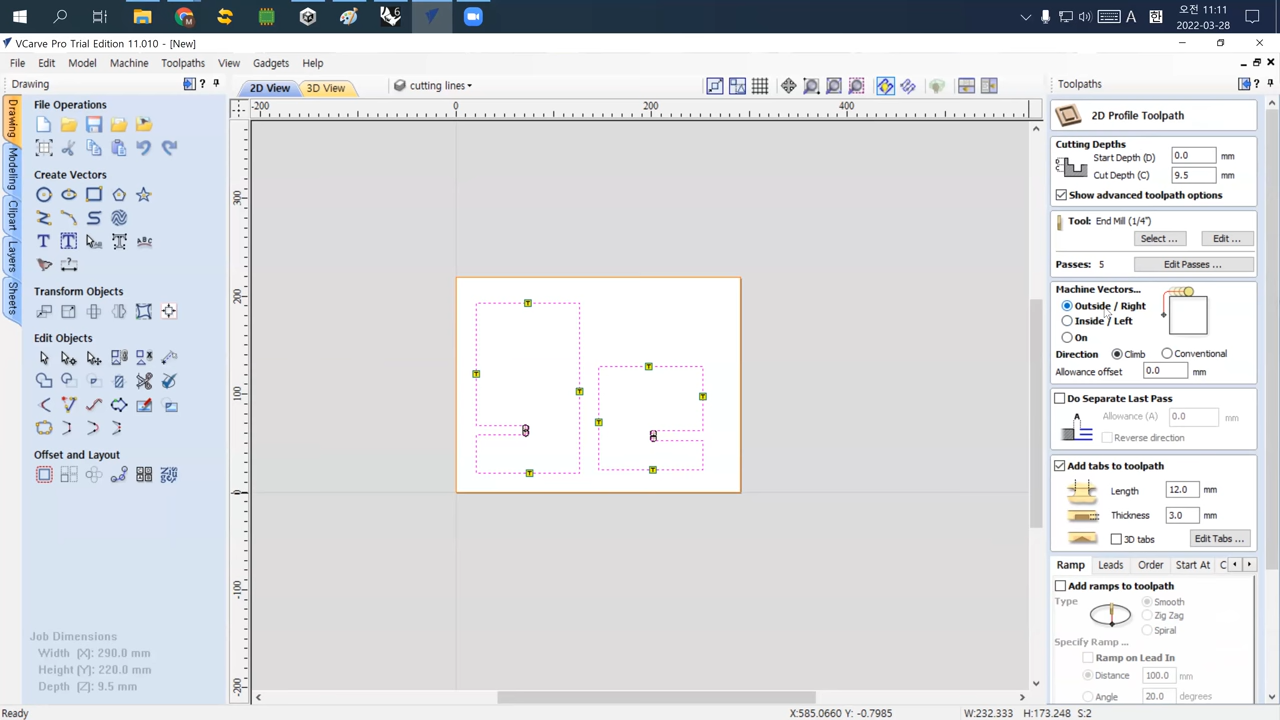 오전 11:11
A
한
2022-03-28
VCarve Pro Trial Edition 11.010 - [New]
File Edit Model Machine Toolpaths View Gadgets Help
Drawing
?
2D View
3D View
cutting lines
Toolpaths
?
Drawing
Modeling
Clipart
Layers
Sheets
File Operations
Create Vectors
Transform Objects
Edit Objects
Offset and Layout
Job Dimensions
Width (X): 290.0 mm
Height (Y): 220.0 mm
Depth (Z): 9.5 mm
-200 0 200 400
300
200
100
0
-100
-200
T T T T T T T T
2D Profile Toolpath
Cutting Depths
Start Depth (D) 0.0 mm
Cut Depth (C) 9.5 mm
Show advanced toolpath options
Tool: End Mill (1/4")
Select ... Edit ...
Passes: 5 Edit Passes ...
Machine Vectors...
Outside / Right
Inside / Left
On
Direction Climb Conventional
Allowance offset 0.0 mm
Do Separate Last Pass
Allowance (A) 0.0 mm
Reverse direction
Add tabs to toolpath
Length 12.0 mm
Thickness 3.0 mm
3D tabs Edit Tabs ...
Ramp Leads Order Start At C
Add ramps to toolpath
Type Smooth
Zig Zag
Spiral
Specify Ramp ...
Ramp on Lead In
Distance 100.0 mm
Angle 20.0 degrees
Ready
X:585.0660 Y: -0.7985
W:232.333 H:173.248 S:2